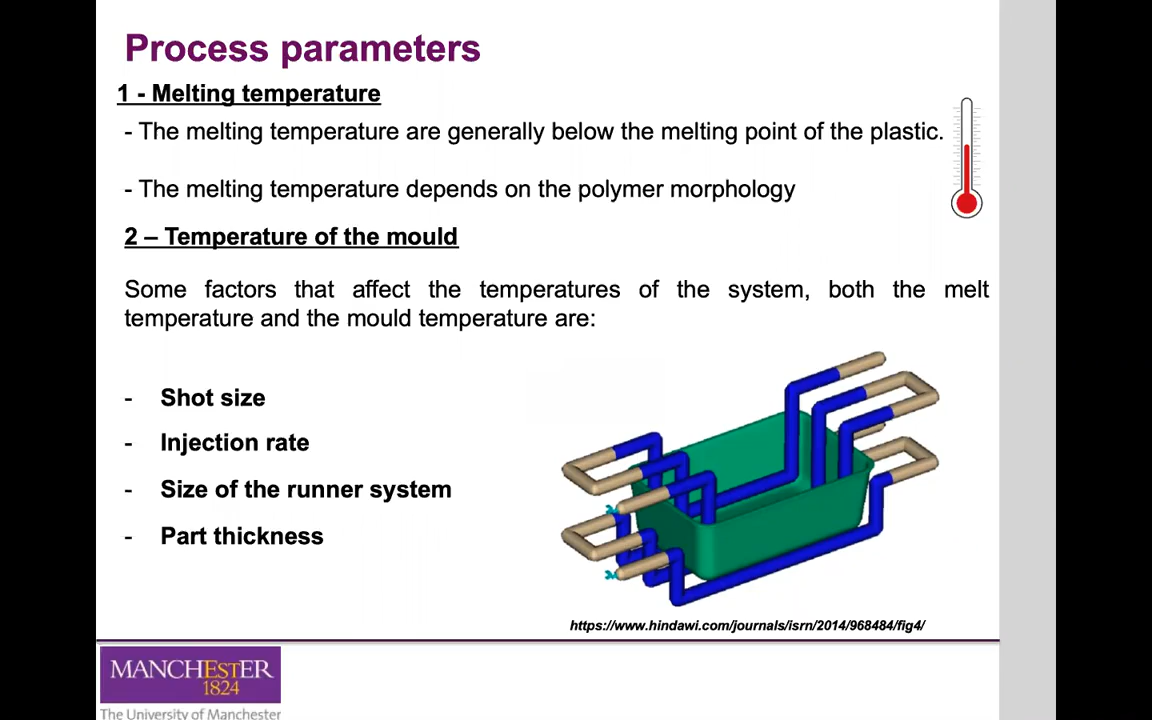 Process parameters
1 - Melting temperature
- The melting temperature are generally below the melting point of the plastic.
- The melting temperature depends on the polymer morphology
2 – Temperature of the mould
Some factors that affect the temperatures of the system, both the melt
temperature and the mould temperature are:
- Shot size
- Injection rate
- Size of the runner system
- Part thickness
https://www.hindawi.com/journals/isrn/2014/968484/fig4/
MANCHESTER
1824
The University of Manchester